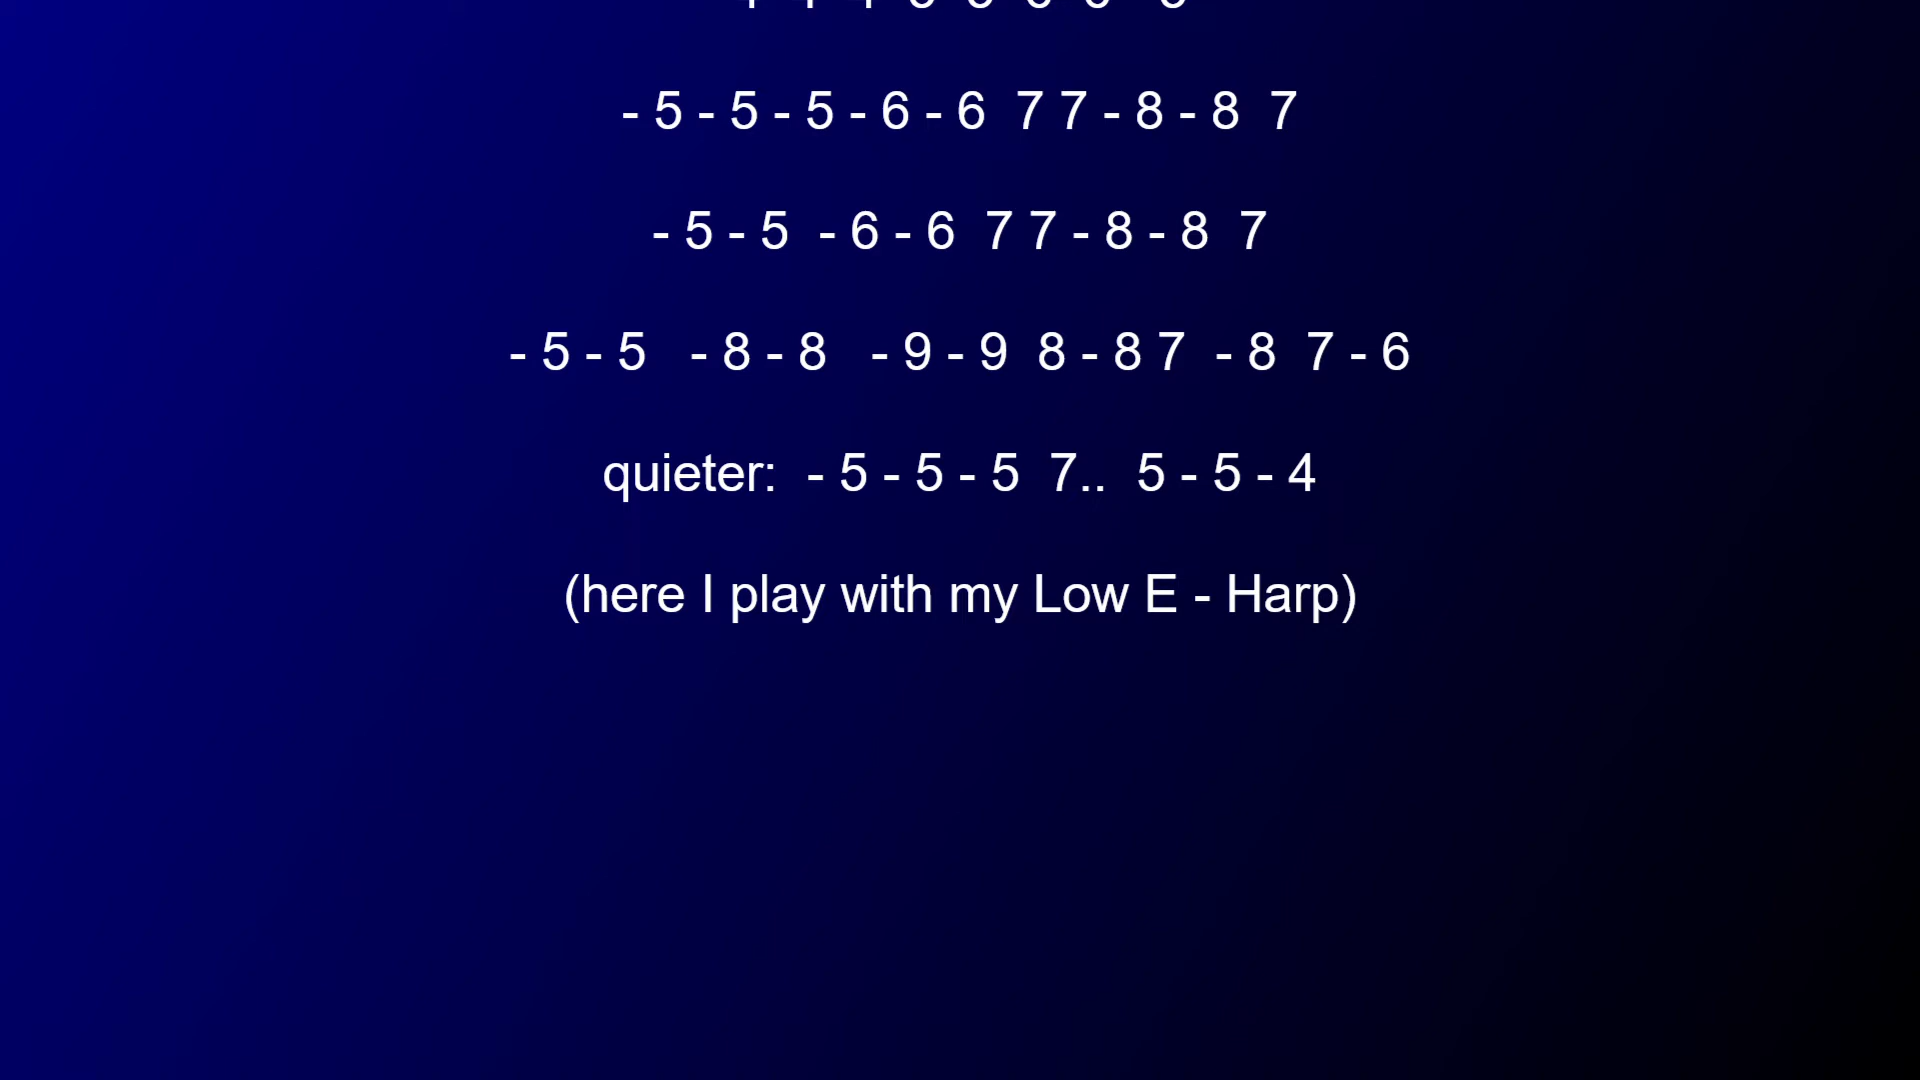 - 5 - 5 - 5 - 6 - 6  7 7 - 8 - 8  7
- 5 - 5  - 6 - 6  7 7 - 8 - 8  7
- 5 - 5   - 8 - 8   - 9 - 9  8 - 8 7  - 8  7 - 6
quieter:  - 5 - 5 - 5  7..  5 - 5 - 4
(here I play with my Low E - Harp)